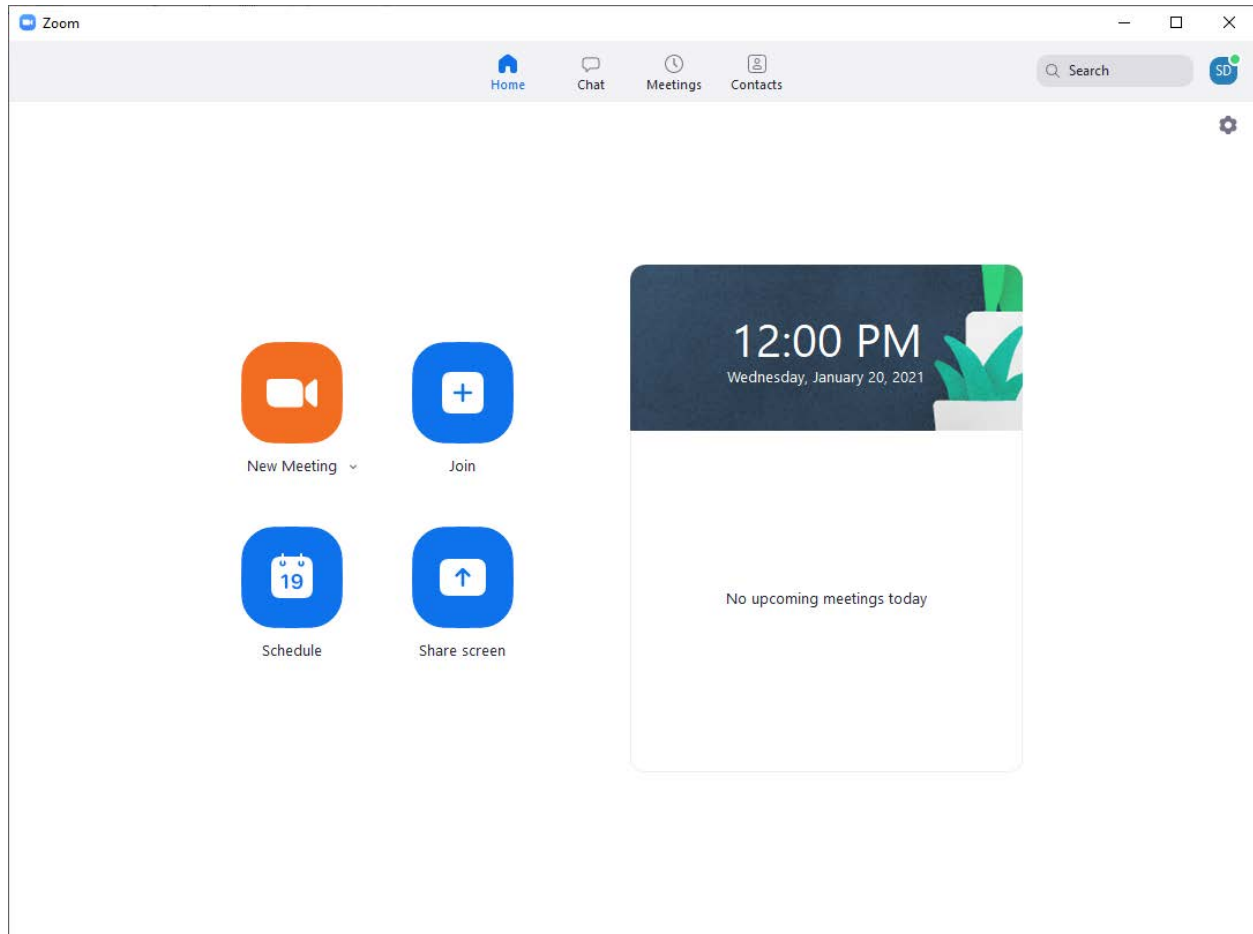 Zoom
Home
Chat
Meetings
Contacts
Search
SD
12:00 PM
Wednesday, January 20, 2021
New Meeting
Join
19
Schedule
Share screen
No upcoming meetings today